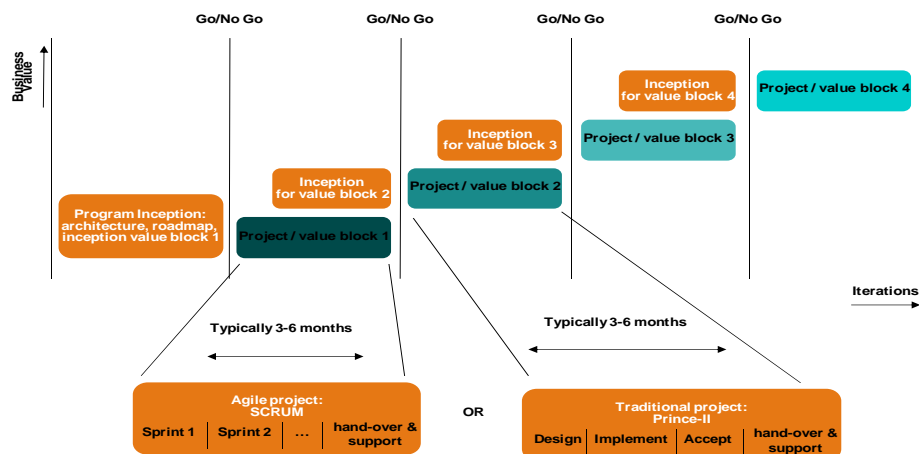 Go/No Go
Go/No Go
Go/No Go
Go/No Go
Business
Value
Inception
for value block 4
Project / value block 4
Inception
for value block 3
Project / value block 3
Inception
for value block 2
Project / value block 2
Program Inception:
architecture, roadmap,
inception value block 1
Project / value block 1
Iterations
Typically 3-6 months
Typically 3-6 months
Agile project:
SCRUM
Sprint 1
Sprint 2
...
hand-over &
support
OR
Traditional project:
Prince-II
Design
Implement
Accept
hand-over &
support